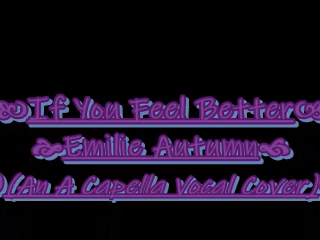 If You Feel Better
Emilie Autumn
(An A Capella Vocal Cover)